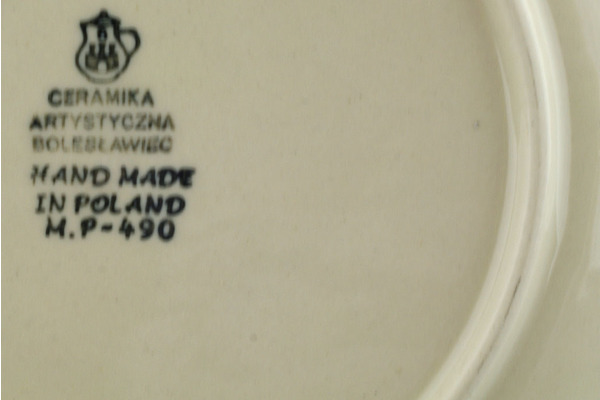 CERAMIKA
ARTYSTYCZNA
BOLESŁAWIEC
HAND MADE
IN POLAND
M.P-490